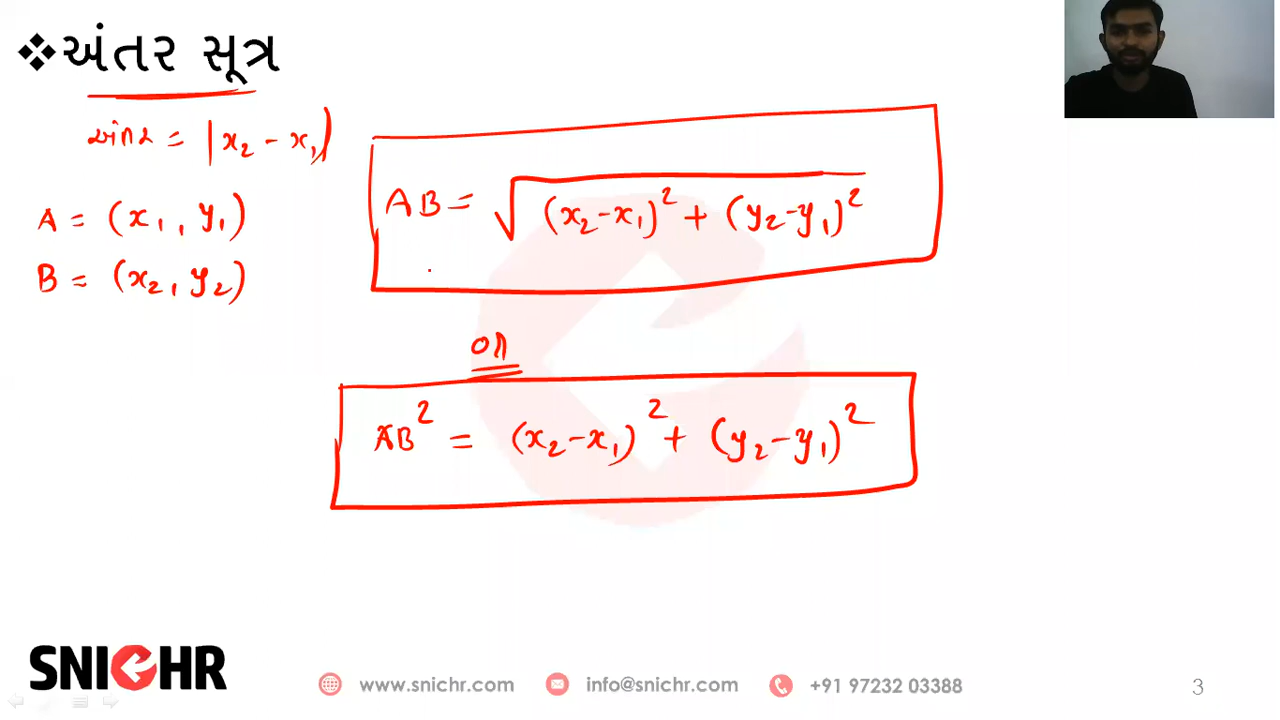 ❖અંતર સૂત્ર
અંતર = |x₂ - x₁|
A = (x₁, y₁)
B = (x₂, y₂)
AB = √((x₂-x₁)² + (y₂-y₁)²)
OR
AB² = (x₂-x₁)² + (y₂-y₁)²
SNICHR
www.snichr.com info@snichr.com +91 97232 03388 3